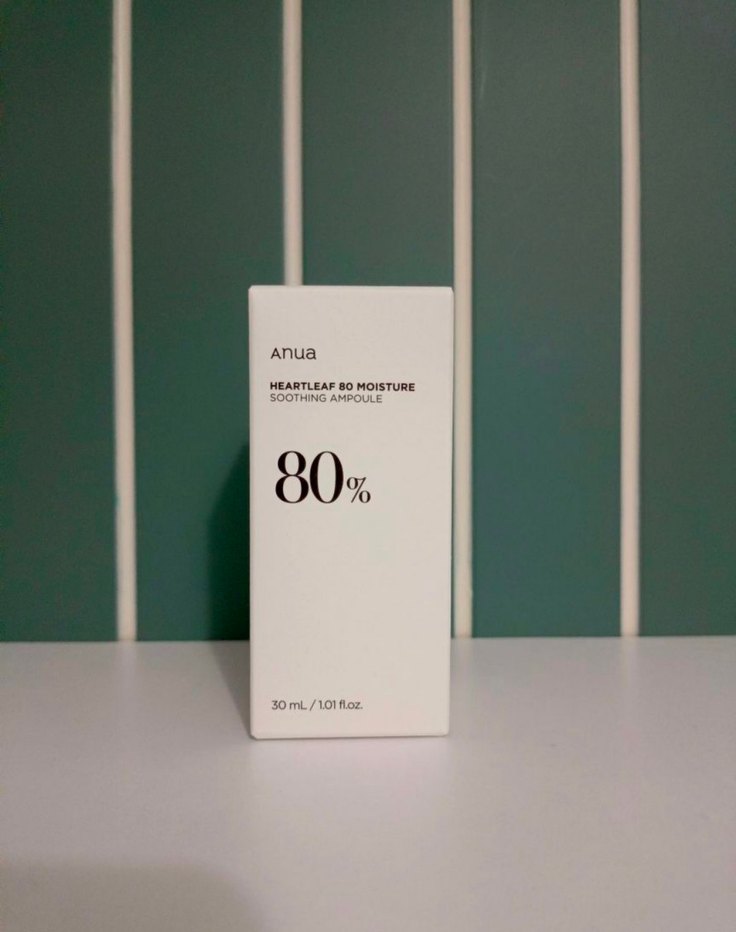 Anua
HEARTLEAF 80 MOISTURE
SOOTHING AMPOULE
80%
30 mL / 1.01 fl.oz.